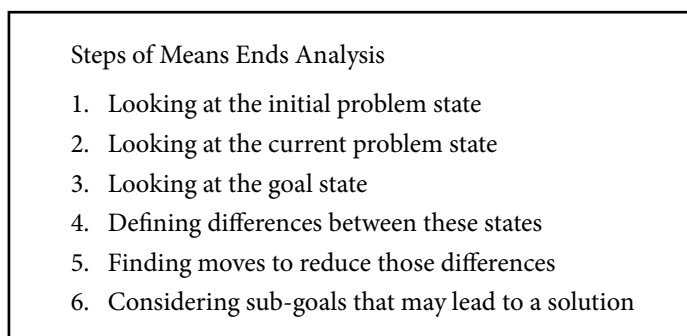 Steps of Means Ends Analysis
1. Looking at the initial problem state
2. Looking at the current problem state
3. Looking at the goal state
4. Defining differences between these states
5. Finding moves to reduce those differences
6. Considering sub-goals that may lead to a solution